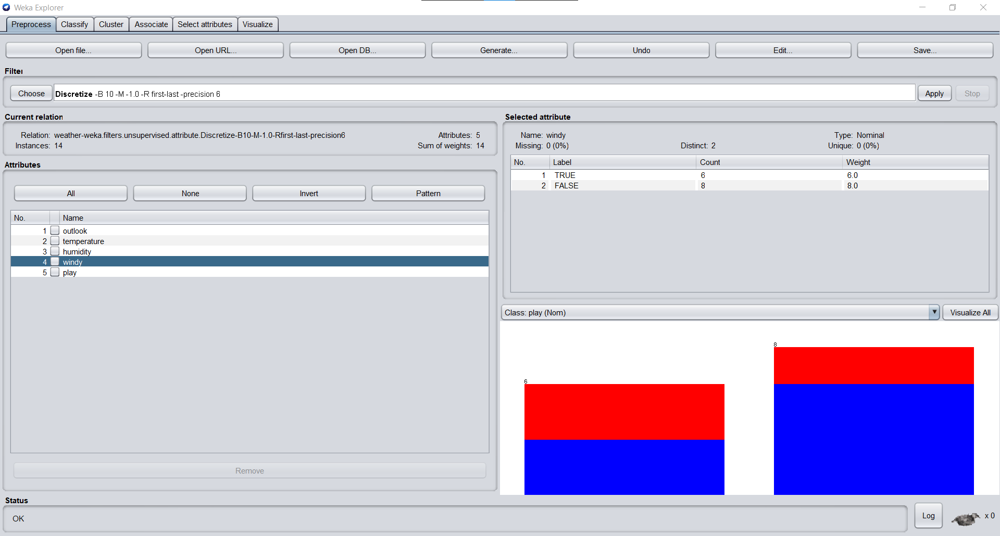 Weka Explorer
Preprocess Classify Cluster Associate Select attributes Visualize
Open file... Open URL... Open DB... Generate... Undo Edit... Save...
Filter
Choose Discretize -B 10 -M -1.0 -R first-last -precision 6 Apply Stop
Current relation
Relation: weather-weka.filters.unsupervised.attribute.Discretize-B10-M-1.0-Rfirst-last-precision6 Attributes: 5
Instances: 14 Sum of weights: 14
Attributes
All None Invert Pattern
No. Name
1 outlook
2 temperature
3 humidity
4 windy
5 play
Remove
Selected attribute
Name: windy Type: Nominal
Missing: 0 (0%) Distinct: 2 Unique: 0 (0%)
No. Label Count Weight
1 TRUE 6 6.0
2 FALSE 8 8.0
Class: play (Nom) Visualize All
6
8
Status
OK
Log x 0